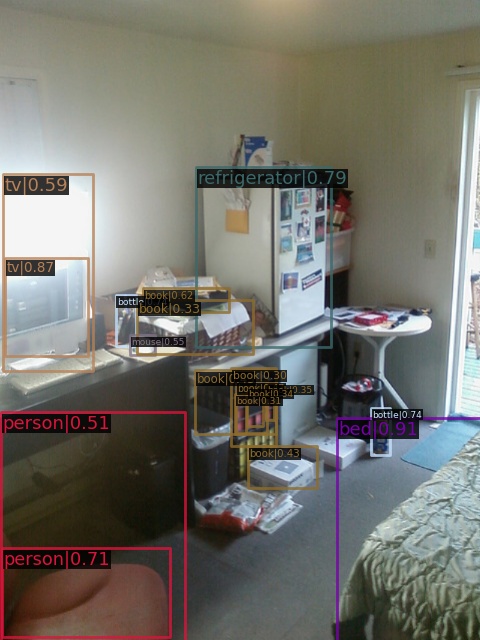 tv|0.59
refrigerator|0.79
tv|0.87
book|0.62
bottle
book|0.33
mouse|0.55
book|0.30
book|
0.35
0.34
book|0.31
person|0.51
bottle|0.74
bed|0.91
book|0.43
person|0.71